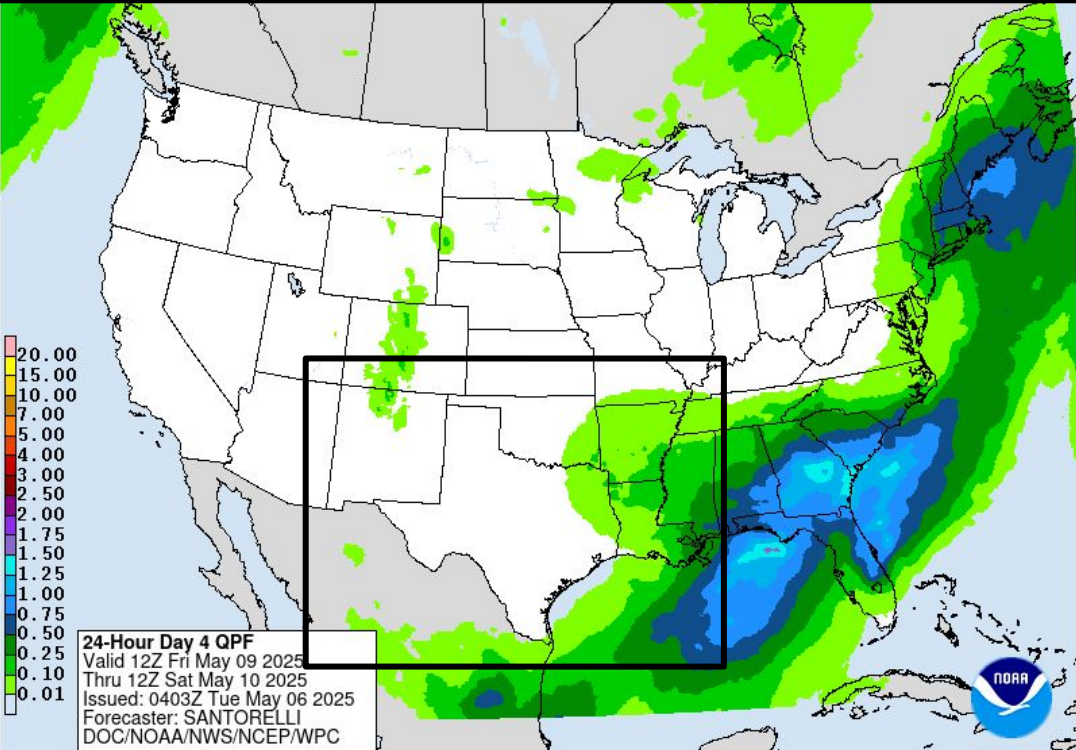 20.00
15.00
10.00
7.00
5.00
4.00
3.00
2.50
2.00
1.75
1.50
1.25
1.00
0.75
0.50
0.25
0.10
0.01
24-Hour Day 4 QPF
Valid 12Z Fri May 09 2025
Thru 12Z Sat May 10 2025
Issued: 0403Z Tue May 06 2025
Forecaster: SANTORELLI
DOC/NOAA/NWS/NCEP/WPC
NOAA